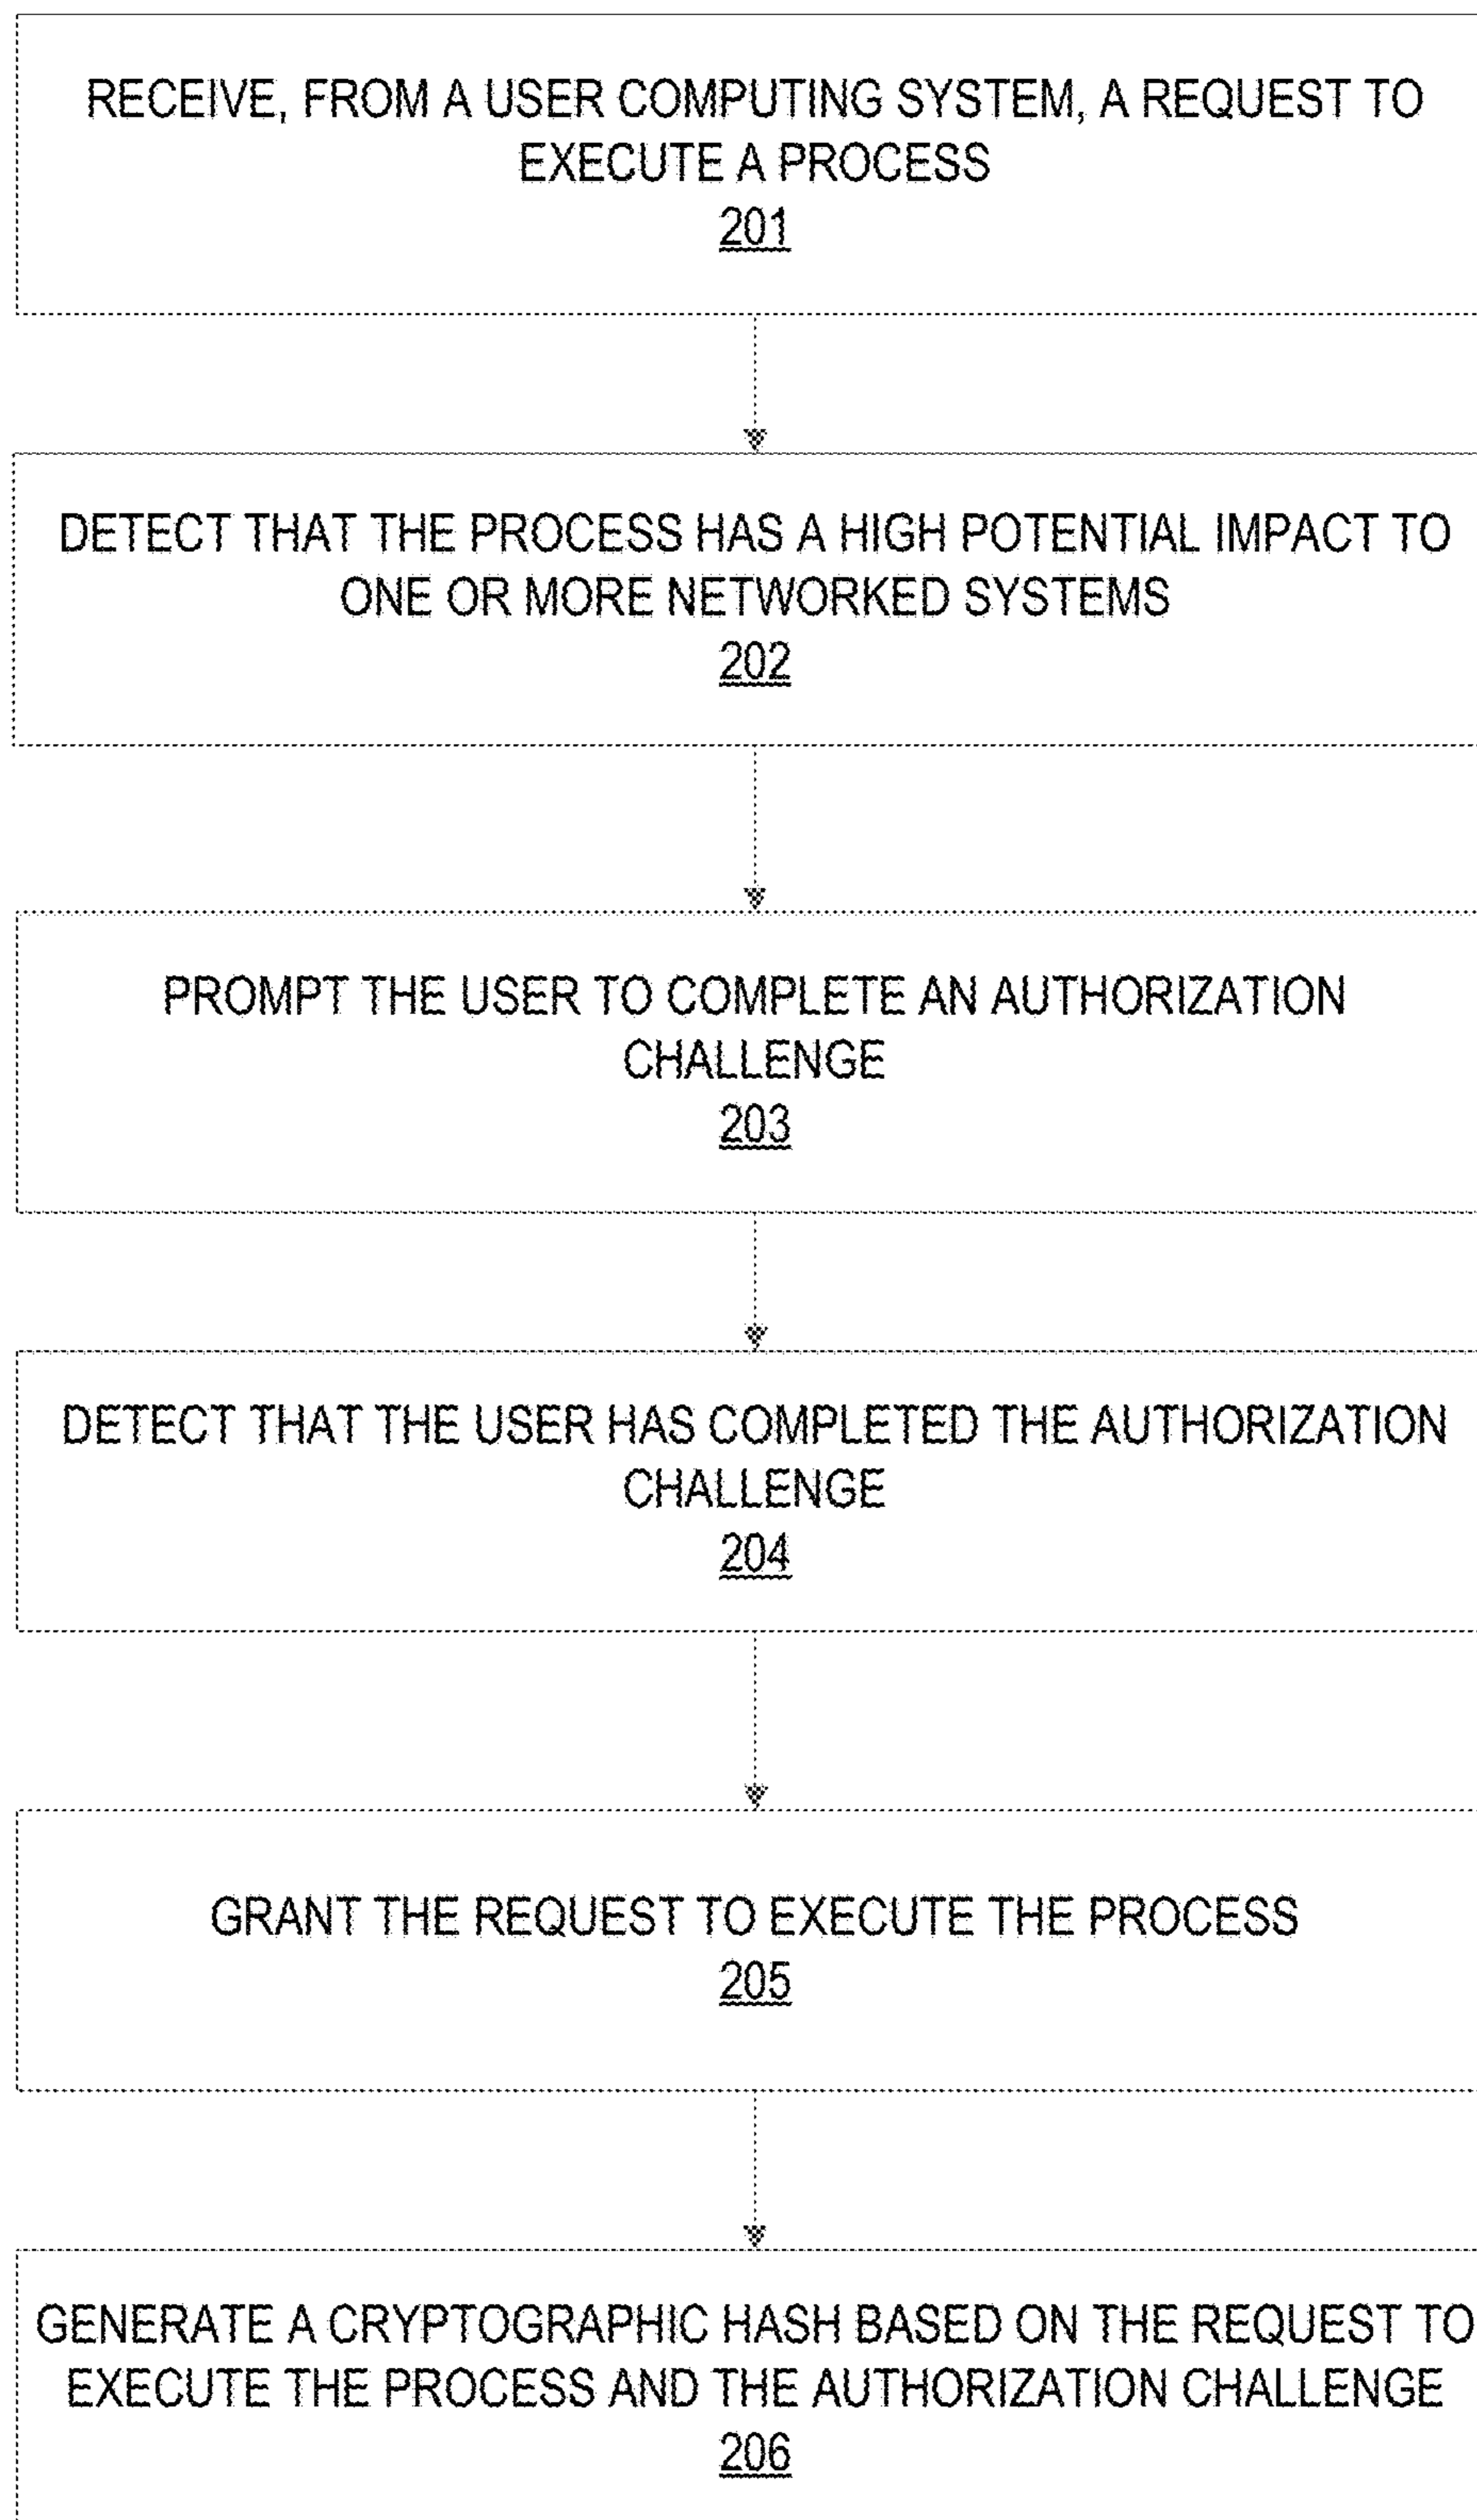 RECEIVE, FROM A USER COMPUTING SYSTEM, A REQUEST TO
EXECUTE A PROCESS
201
DETECT THAT THE PROCESS HAS A HIGH POTENTIAL IMPACT TO
ONE OR MORE NETWORKED SYSTEMS
202
PROMPT THE USER TO COMPLETE AN AUTHORIZATION
CHALLENGE
203
DETECT THAT THE USER HAS COMPLETED THE AUTHORIZATION
CHALLENGE
204
GRANT THE REQUEST TO EXECUTE THE PROCESS
205
GENERATE A CRYPTOGRAPHIC HASH BASED ON THE REQUEST TO
EXECUTE THE PROCESS AND THE AUTHORIZATION CHALLENGE
206